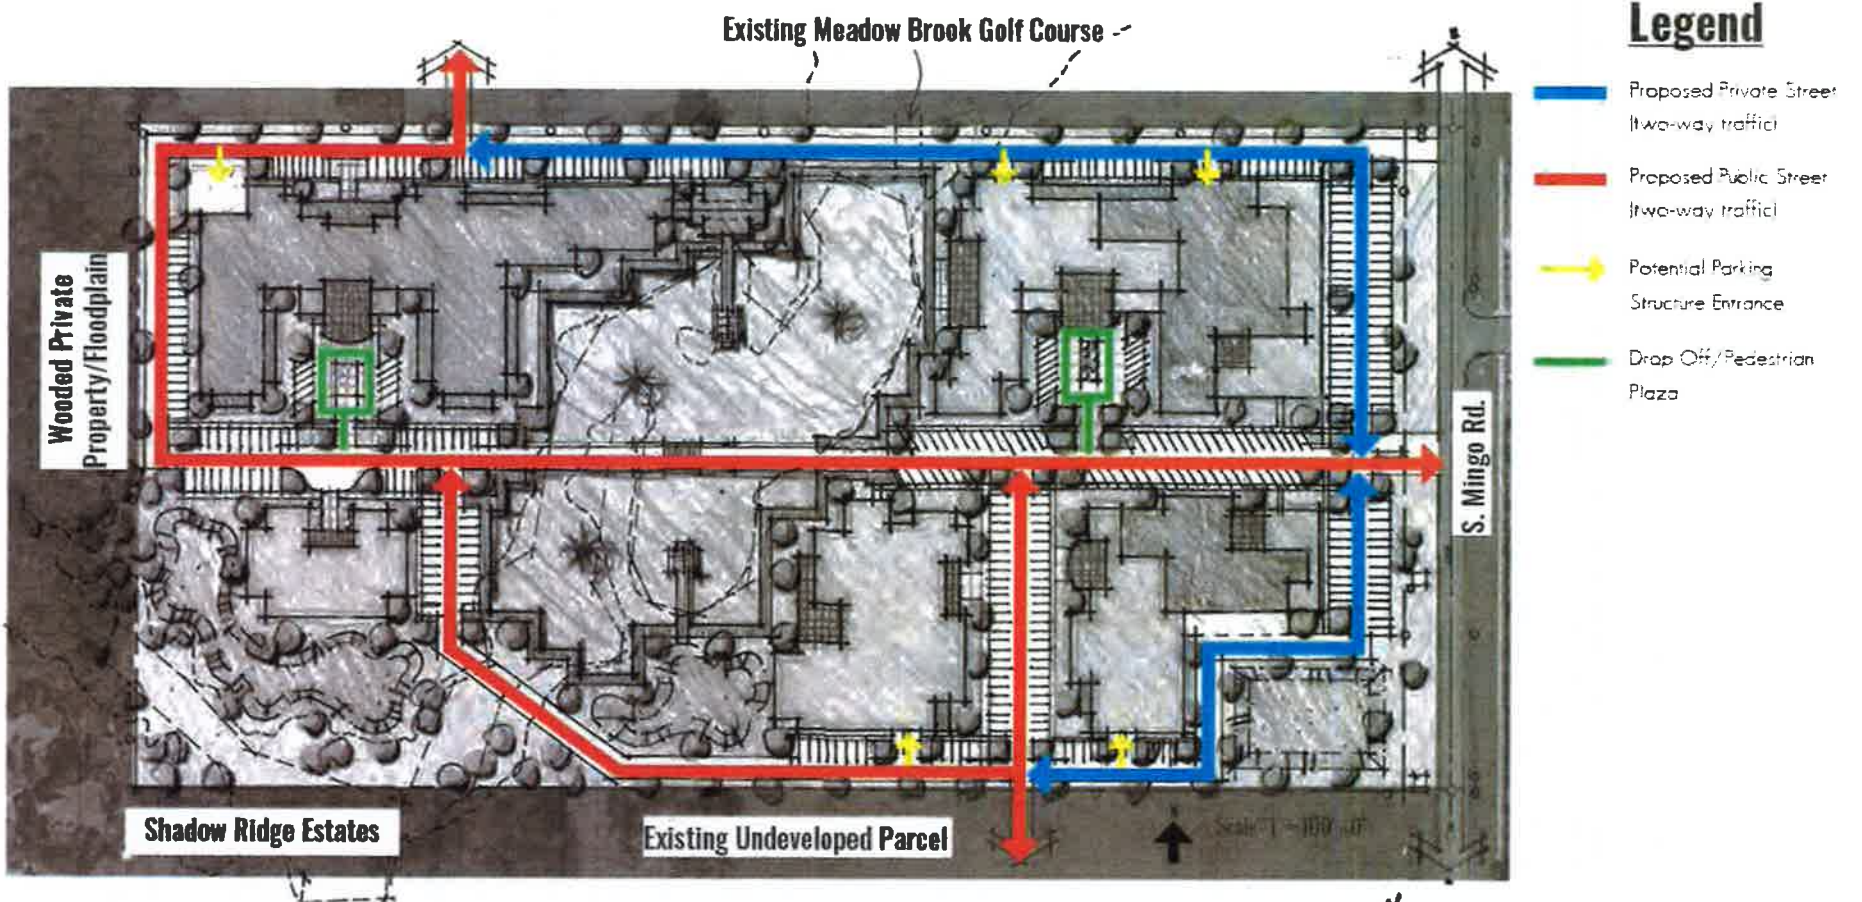 Existing Meadow Brook Golf Course
Legend
Proposed Private Street
(two-way traffic)
Proposed Public Street
(two-way traffic)
Potential Parking
Structure Entrance
Drop Off/Pedestrian
Plaza
Wooded Private
Property/Floodplain
S. Mingo Rd.
Shadow Ridge Estates
Existing Undeveloped Parcel